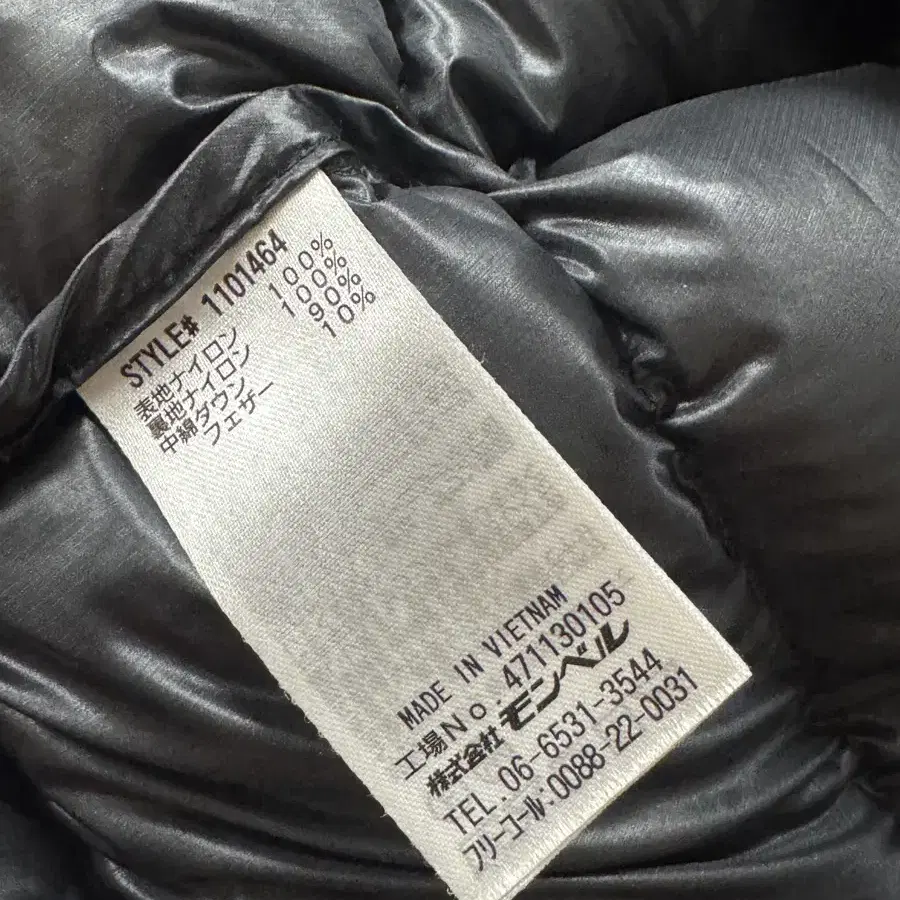 STYLE# 1101464
表地ナイロン 100%
裏地ナイロン 100%
中綿ダウン 90%
フェザー 10%
MADE IN VIETNAM
工場No. 471130105
株式会社モンベル
TEL.06-6531-3544
フリーコール:0088-22-0031